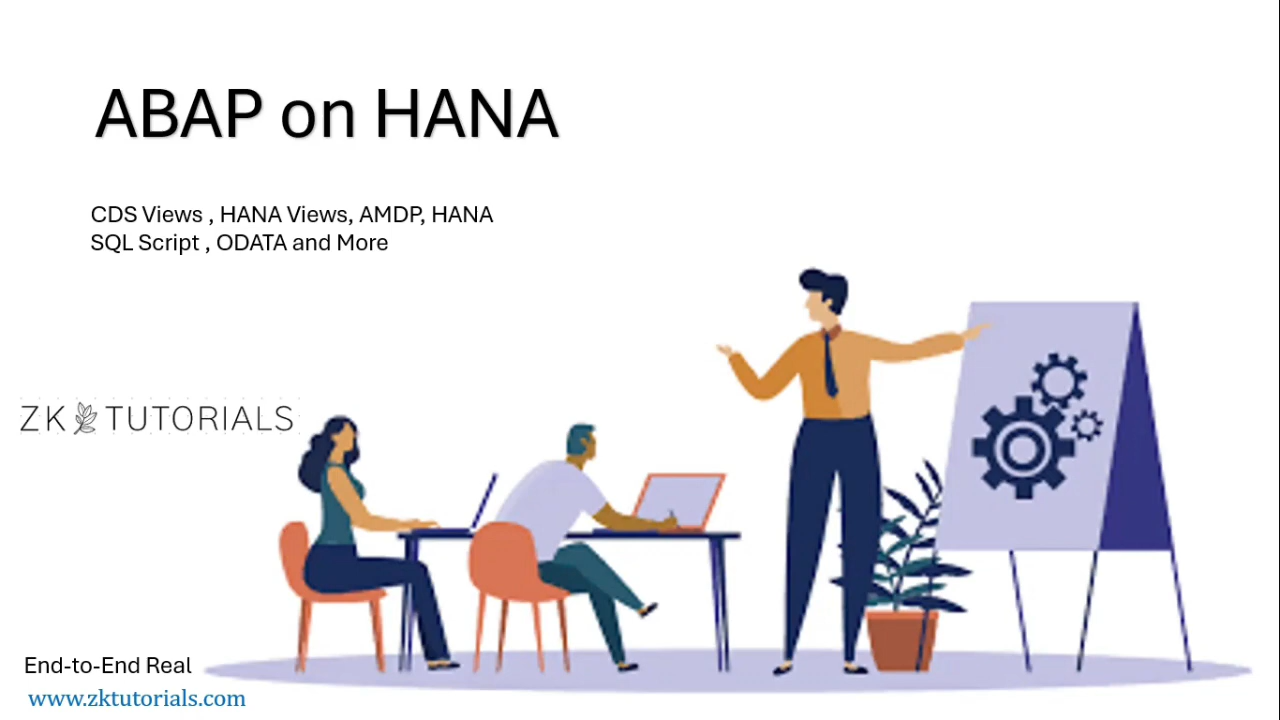 ABAP on HANA
CDS Views , HANA Views, AMDP, HANA
SQL Script , ODATA and More
ZK TUTORIALS
End-to-End Real
www.zktutorials.com